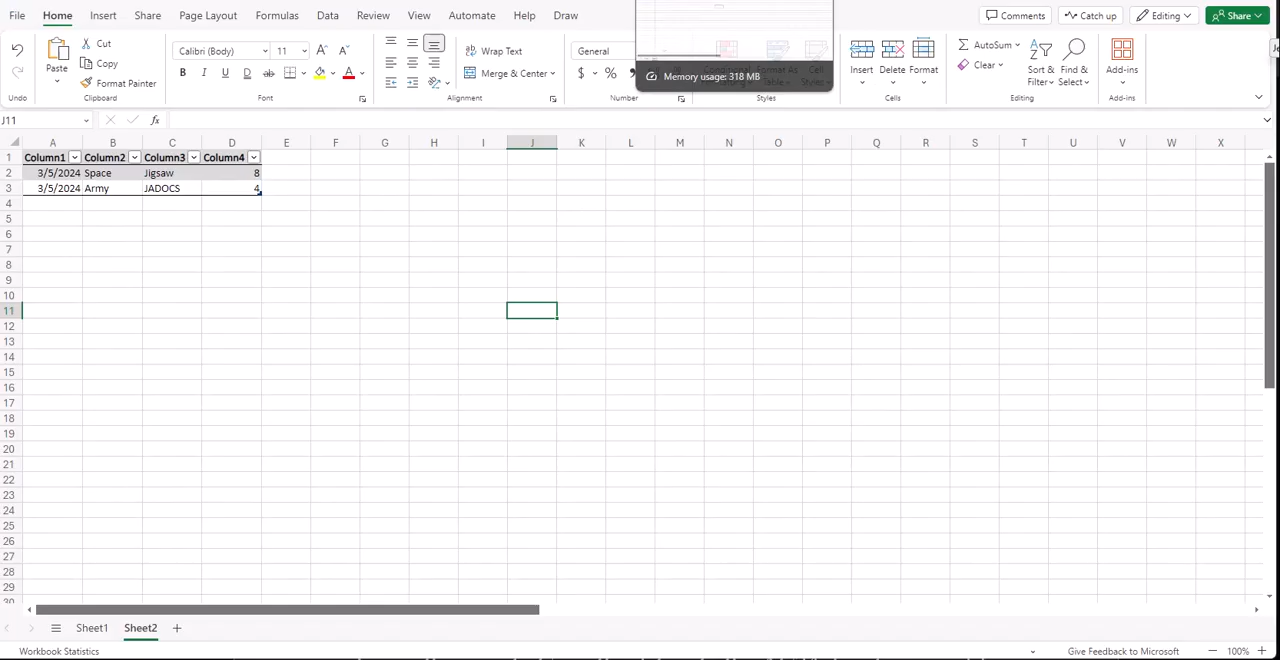 File Home Insert Share Page Layout Formulas Data Review View Automate Help Draw Comments Catch up Editing Share
Cut
Copy
Format Painter
Paste
Undo Clipboard
Calibri (Body) 11 A A
B I U D ab A
Font
Wrap Text
Merge & Center
Alignment
General
$ % 9
Number
Memory usage: 318 MB
Styles
Insert Delete Format
Cells
AutoSum
Clear
Sort & Filter
Find & Select
Editing
Add-ins
Add-ins
J11 fx
A B C D E F G H I J K L M N O P Q R S T U V W X
1 Column1 Column2 Column3 Column4
2 3/5/2024 Space Jigsaw 8
3 3/5/2024 Army JADOCS 4
4
5
6
7
8
9
10
11
12
13
14
15
16
17
18
19
20
21
22
23
24
25
26
27
28
29
30
Sheet1 Sheet2 +
Workbook Statistics Give Feedback to Microsoft 100%